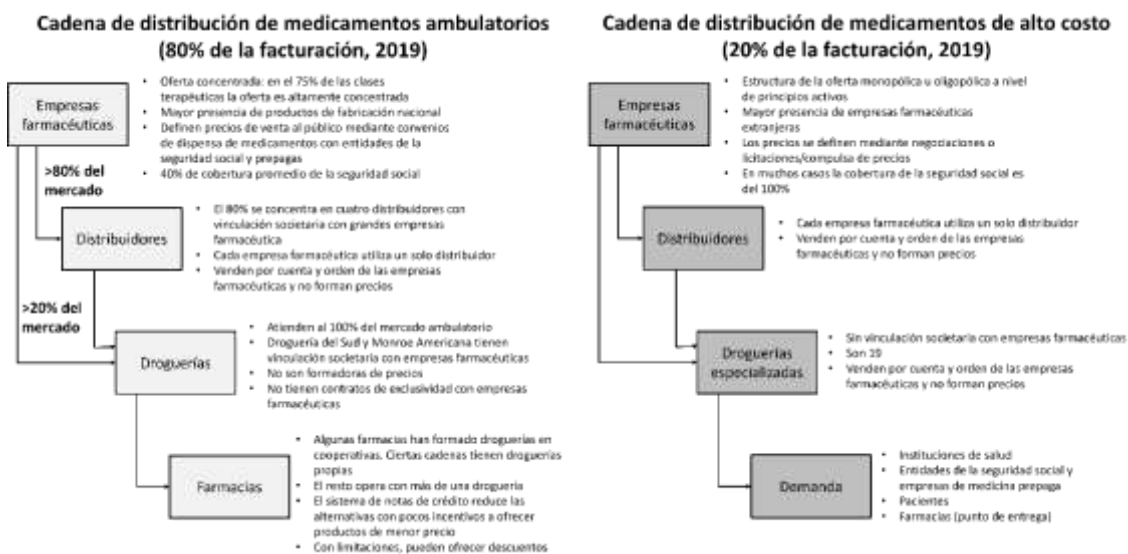 Cadena de distribución de medicamentos ambulatorios
(80% de la facturación, 2019)
Empresas
farmacéuticas
• Oferta concentrada: en el 75% de las clases
terapéuticas la oferta es altamente concentrada
• Mayor presencia de productos de fabricación nacional
• Definen precios de venta al público mediante convenios
de dispensa de medicamentos con entidades de la
seguridad social y prepagas
• 40% de cobertura promedio de la seguridad social
>80% del
mercado
Distribuidores
• El 80% se concentra en cuatro distribuidores con
vinculación societaria con grandes empresas
farmacéutica
• Cada empresa farmacéutica utiliza un solo distribuidor
• Venden por cuenta y orden de las empresas
farmacéuticas y no forman precios
>20% del
mercado
Droguerías
• Atienden al 100% del mercado ambulatorio
• Droguería del Sud y Monroe Americana tienen
vinculación societaria con empresas farmacéuticas
• No son formadoras de precios
• No tienen contratos de exclusividad con empresas
farmacéuticas
Farmacias
• Algunas farmacias han formado droguerías en
cooperativas. Ciertas cadenas tienen droguerías
propias
• El resto opera con más de una droguería
• El sistema de notas de crédito reduce las
alternativas con pocos incentivos a ofrecer
productos de menor precio
• Con limitaciones, pueden ofrecer descuentos
Cadena de distribución de medicamentos de alto costo
(20% de la facturación, 2019)
Empresas
farmacéuticas
• Estructura de la oferta monopólica u oligopólica a nivel
de principios activos
• Mayor presencia de empresas farmacéuticas
extranjeras
• Los precios se definen mediante negociaciones o
licitaciones/compulsa de precios
• En muchos casos la cobertura de la seguridad social es
del 100%
Distribuidores
• Cada empresa farmacéutica utiliza un solo distribuidor
• Venden por cuenta y orden de las empresas
farmacéuticas y no forman precios
Droguerías
especializadas
• Sin vinculación societaria con empresas farmacéuticas
• Son 19
• Venden por cuenta y orden de las empresas
farmacéuticas y no forman precios
Demanda
• Instituciones de salud
• Entidades de la seguridad social y
empresas de medicina prepaga
• Pacientes
• Farmacias (punto de entrega)